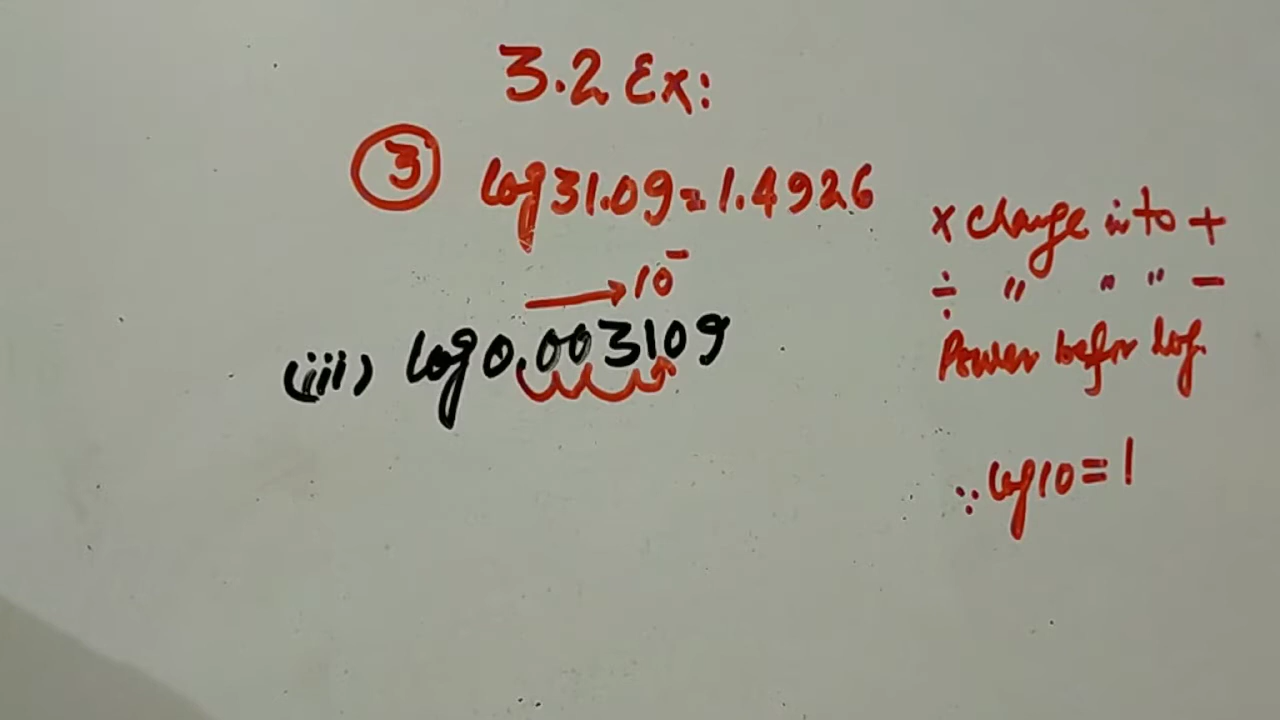 3.2 Ex:
③ log 31.09 = 1.4926
10⁻
(iii) log 0.003109
× change into +
÷ " " " −
Power befor log.
∵ log 10 = 1